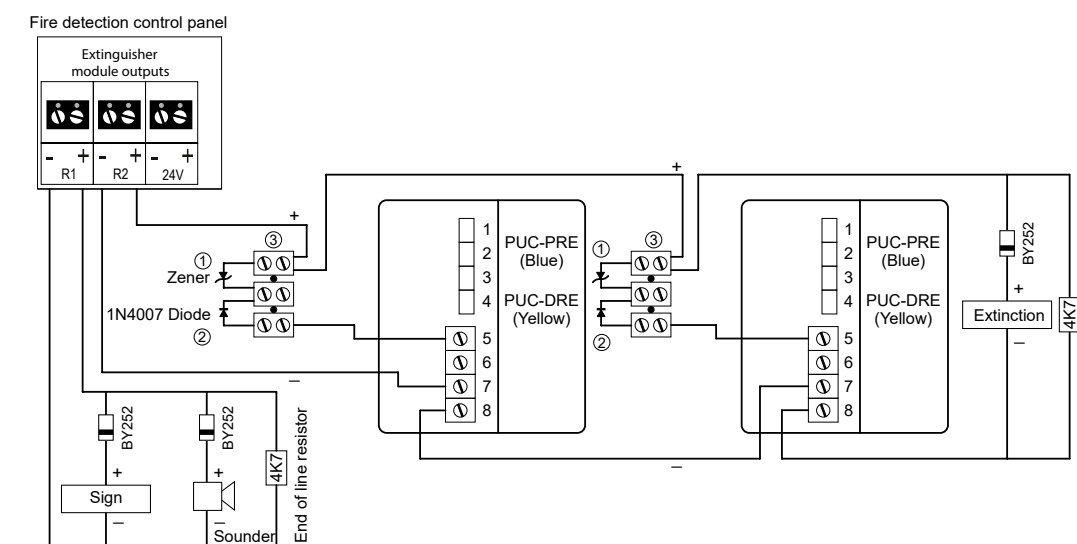 Fire detection control panel
Extinguisher
module outputs
- + - + - +
R1 R2 24V
+
③
①
Zener
1N4007 Diode
②
–
1
2
3
4
5
6
7
8
PUC-PRE
(Blue)
PUC-DRE
(Yellow)
+
③
①
②
–
1
2
3
4
5
6
7
8
PUC-PRE
(Blue)
PUC-DRE
(Yellow)
BY252
+
Extinction
–
4K7
BY252
+
Sign
–
BY252
+
–
Sounder
4K7
End of line resistor